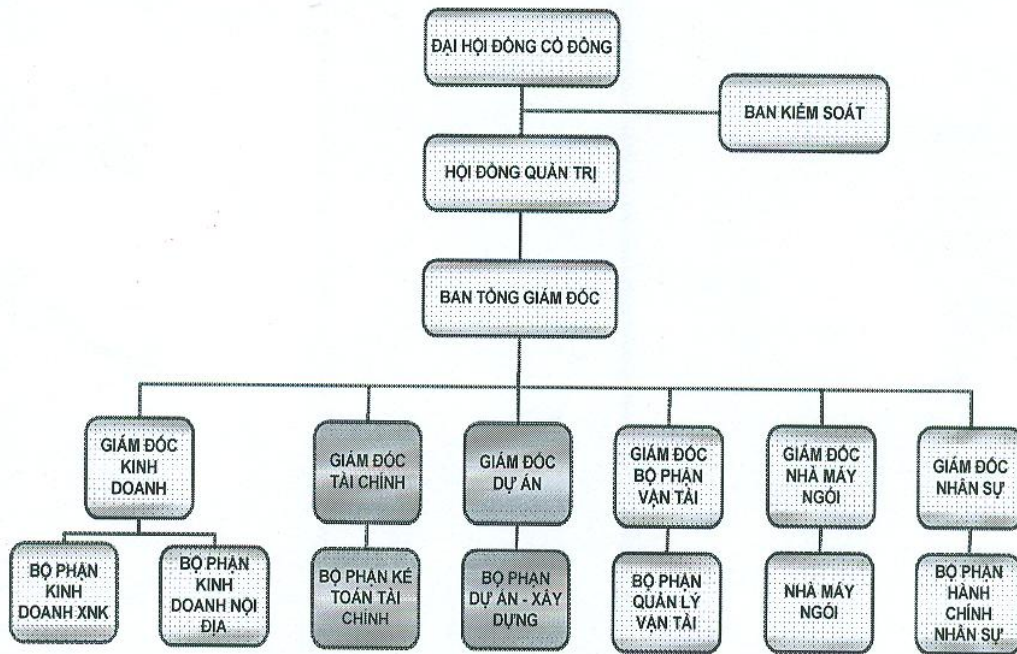 ĐẠI HỘI ĐỒNG CỔ ĐÔNG
BAN KIỂM SOÁT
HỘI ĐỒNG QUẢN TRỊ
BAN TỔNG GIÁM ĐỐC
GIÁM ĐỐC
KINH
DOANH
GIÁM ĐỐC
TÀI CHÍNH
GIÁM ĐỐC
DỰ ÁN
GIÁM ĐỐC
BỘ PHẬN
VẬN TẢI
GIÁM ĐỐC
NHÀ MÁY
NGÓI
GIÁM ĐỐC
NHÂN SỰ
BỘ PHẬN
KINH
DOANH XNK
BỘ PHẬN
KINH
DOANH NỘI
ĐỊA
BỘ PHẬN KẾ
TOÁN TÀI
CHÍNH
BỘ PHẬN
DỰ ÁN - XÂY
DỰNG
BỘ PHẬN
QUẢN LÝ
VẬN TẢI
NHÀ MÁY
NGÓI
BỘ PHẬN
HÀNH
CHÍNH
NHÂN SỰ